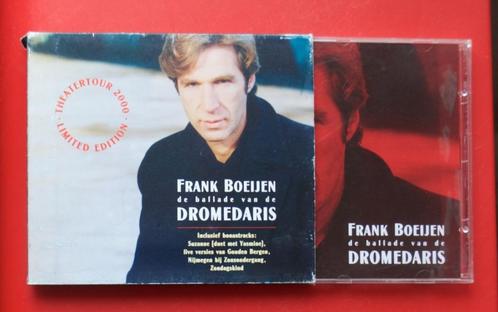 THEATERTOUR 2000
LIMITED EDITION
FRANK BOEIJEN
de ballade van de
DROMEDARIS
Inclusief bonustracks:
Suzanne [duet met Yasmine],
live versies van Gouden Bergen,
Nijmegen bij Zonsondergang,
Zondagskind
FRANK BOEIJEN
de ballade van de
DROMEDARIS